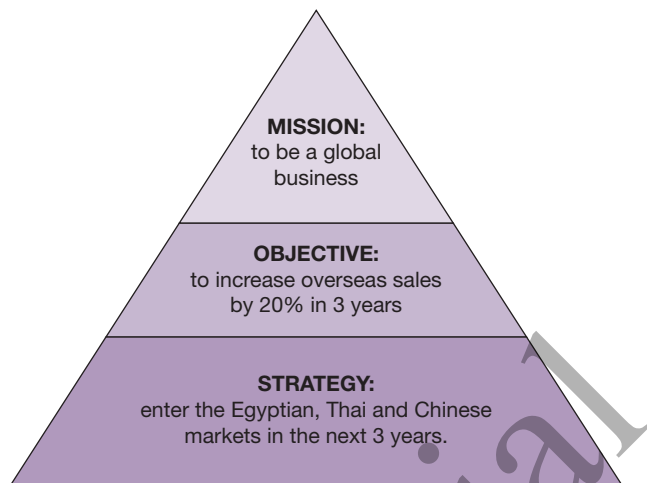 MISSION:
to be a global
business
OBJECTIVE:
to increase overseas sales
by 20% in 3 years
STRATEGY:
enter the Egyptian, Thai and Chinese
markets in the next 3 years.
ial